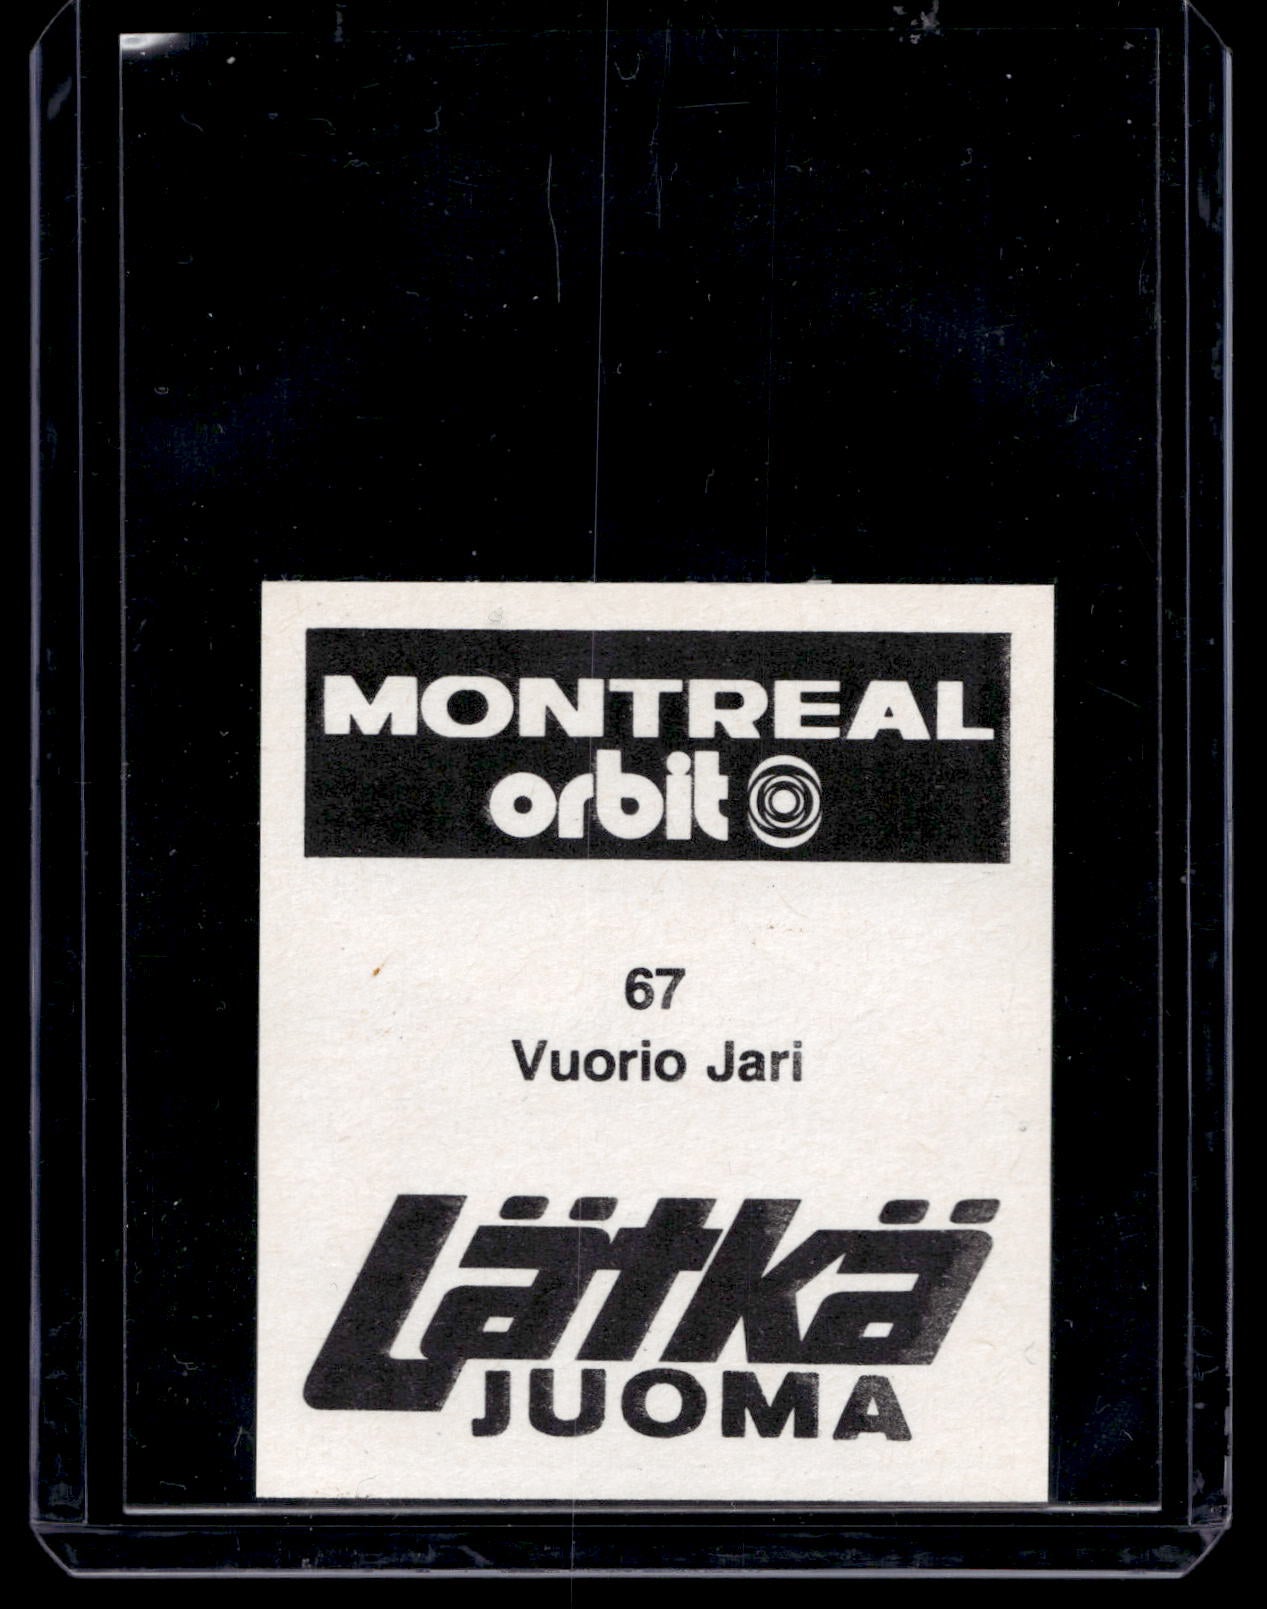 MONTREAL
orbit
67
Vuorio Jari
Lätkä
JUOMA